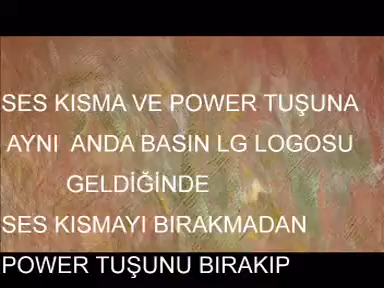 SES KISMA VE POWER TUŞUNA
AYNI ANDA BASIN LG LOGOSU
GELDİĞİNDE
SES KISMAYI BIRAKMADAN
POWER TUŞUNU BIRAKIP